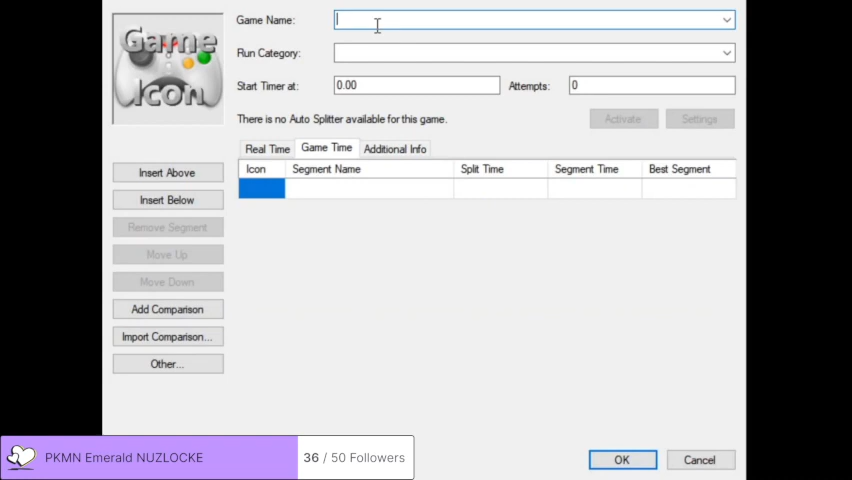 Game
Icon
Game Name:
Run Category:
Start Timer at: 0.00 Attempts: 0
There is no Auto Splitter available for this game. Activate Settings
Real Time Game Time Additional Info
Icon Segment Name Split Time Segment Time Best Segment
Insert Above
Insert Below
Remove Segment
Move Up
Move Down
Add Comparison
Import Comparison...
Other...
PKMN Emerald NUZLOCKE 36 / 50 Followers
OK Cancel